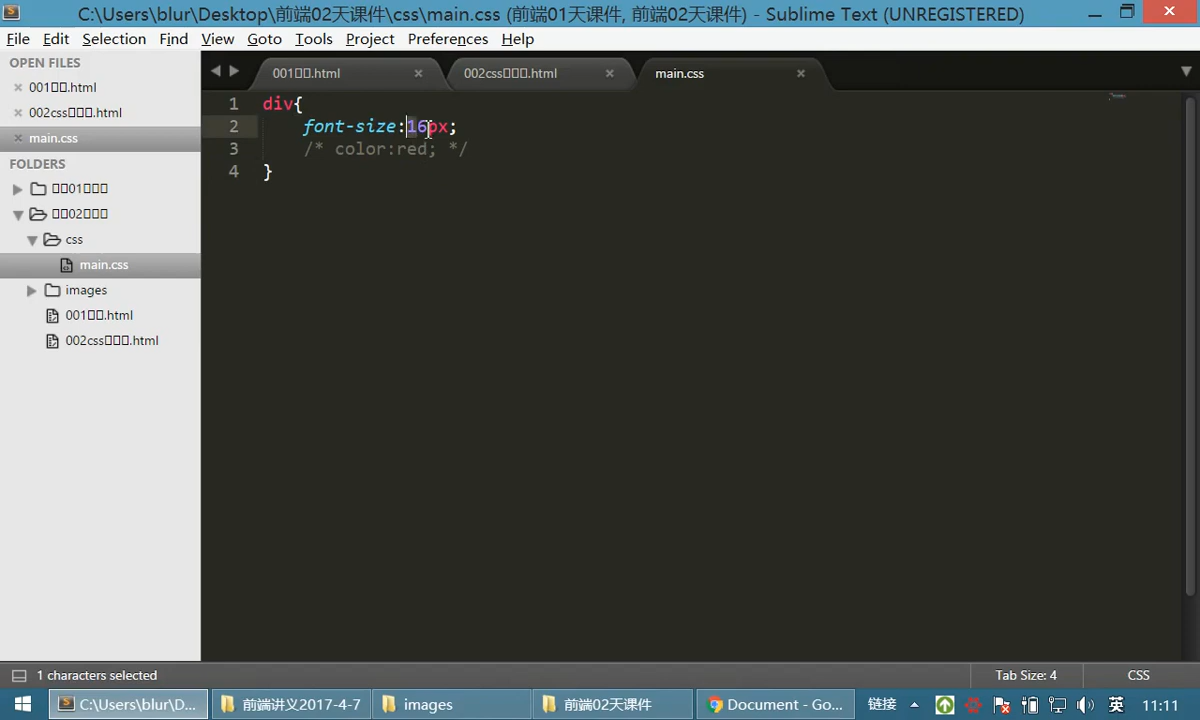 C:\Users\blur\Desktop\前端02天课件\css\main.css (前端01天课件, 前端02天课件) - Sublime Text (UNREGISTERED)
File Edit Selection Find View Goto Tools Project Preferences Help
OPEN FILES
001□□.html
002css□□□.html
main.css
FOLDERS
□□01□□□
□□02□□□
css
main.css
images
001□□.html
002css□□□.html
001□□.html
002css□□□.html
main.css
1 div{
2 font-size:16px;
3 /* color:red; */
4 }
1 characters selected
Tab Size: 4
CSS
C:\Users\blur\D...
前端讲义2017-4-7
images
前端02天课件
Document - Go...
链接
英
11:11